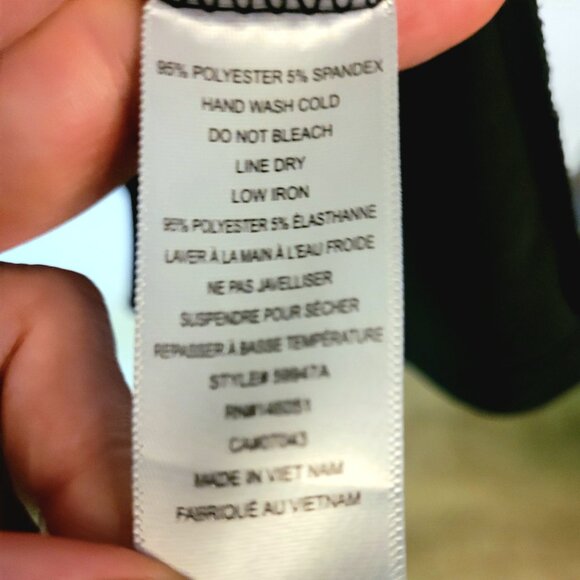 95% POLYESTER 5% SPANDEX
HAND WASH COLD
DO NOT BLEACH
LINE DRY
LOW IRON
95% POLYESTER 5% ÉLASTHANNE
LAVER À LA MAIN À L'EAU FROIDE
NE PAS JAVELLISER
SUSPENDRE POUR SÉCHER
REPASSER À BASSE TEMPÉRATURE
STYLE#
CA#07043
MADE IN VIET NAM
FABRIQUÉ AU VIETNAM